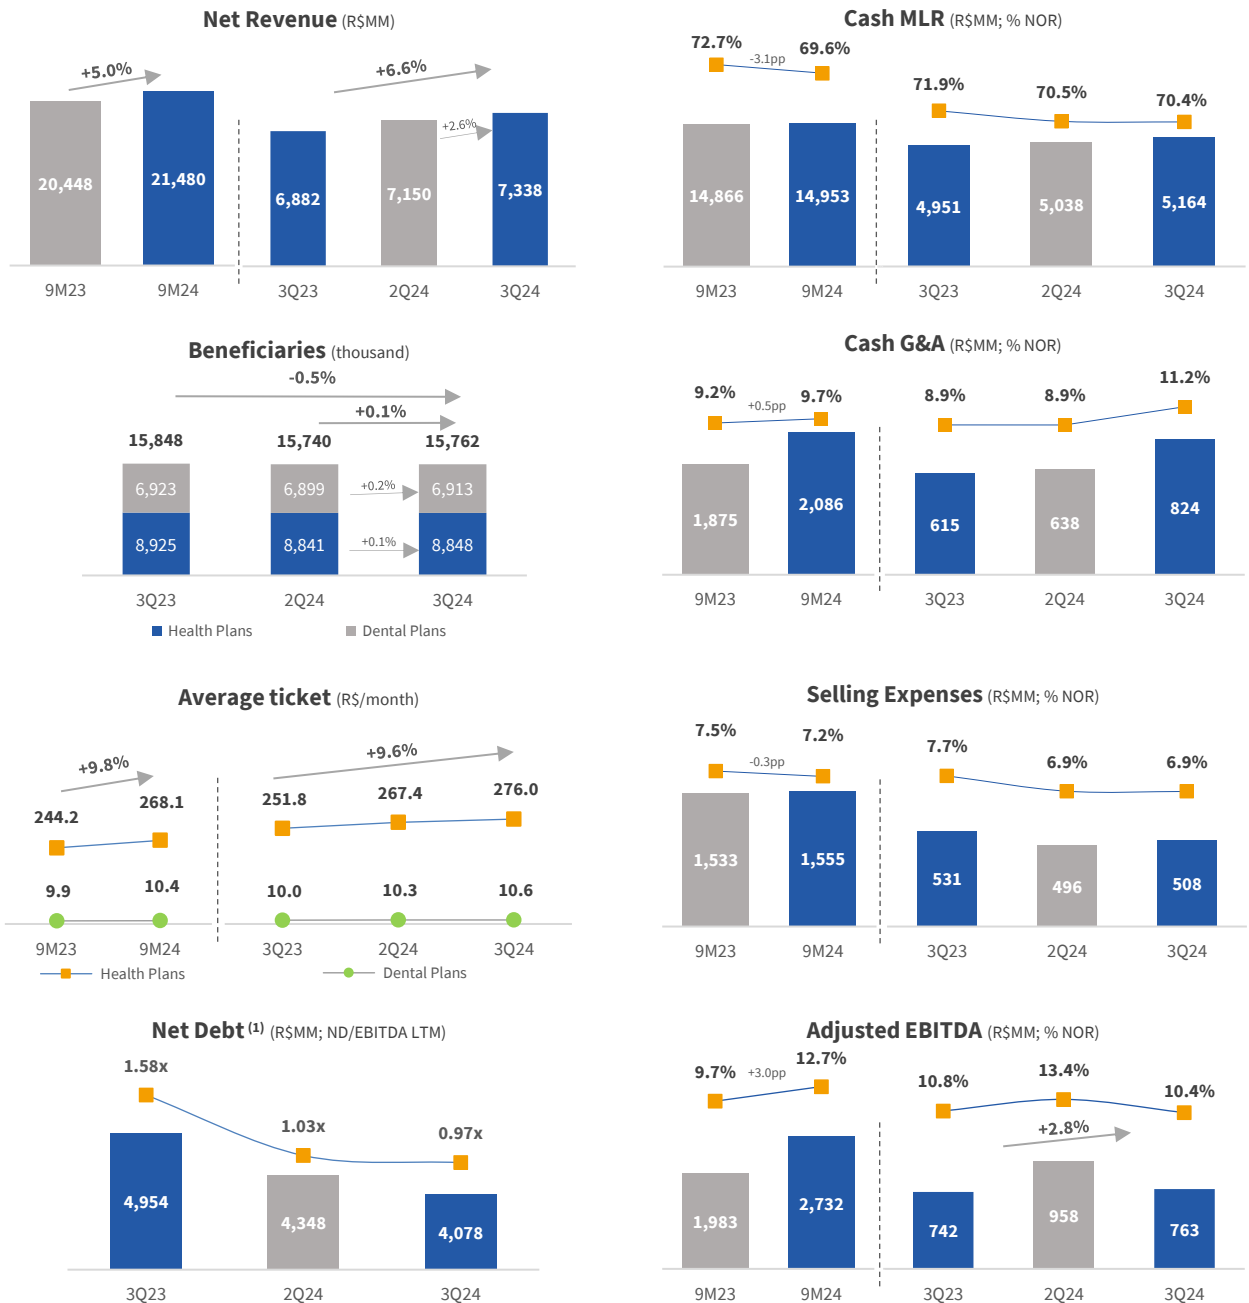 Net Revenue (R$MM)
+5.0%
+6.6%
+2.6%
20,448
21,480
6,882
7,150
7,338
9M23
9M24
3Q23
2Q24
3Q24
Cash MLR (R$MM; % NOR)
72.7%
-3.1pp
69.6%
71.9%
70.5%
70.4%
14,866
14,953
4,951
5,038
5,164
9M23
9M24
3Q23
2Q24
3Q24
Beneficiaries (thousand)
-0.5%
+0.1%
15,848
15,740
15,762
6,923
6,899
+0.2%
6,913
8,925
8,841
+0.1%
8,848
3Q23
2Q24
3Q24
Health Plans
Dental Plans
Cash G&A (R$MM; % NOR)
9.2%
+0.5pp
9.7%
8.9%
8.9%
11.2%
1,875
2,086
615
638
824
9M23
9M24
3Q23
2Q24
3Q24
Average ticket (R$/month)
+9.8%
+9.6%
244.2
268.1
251.8
267.4
276.0
9.9
10.4
10.0
10.3
10.6
9M23
9M24
3Q23
2Q24
3Q24
Health Plans
Dental Plans
Selling Expenses (R$MM; % NOR)
7.5%
-0.3pp
7.2%
7.7%
6.9%
6.9%
1,533
1,555
531
496
508
9M23
9M24
3Q23
2Q24
3Q24
Net Debt (1) (R$MM; ND/EBITDA LTM)
1.58x
1.03x
0.97x
4,954
4,348
4,078
3Q23
2Q24
3Q24
Adjusted EBITDA (R$MM; % NOR)
9.7%
+3.0pp
12.7%
10.8%
13.4%
10.4%
+2.8%
1,983
2,732
742
958
763
9M23
9M24
3Q23
2Q24
3Q24